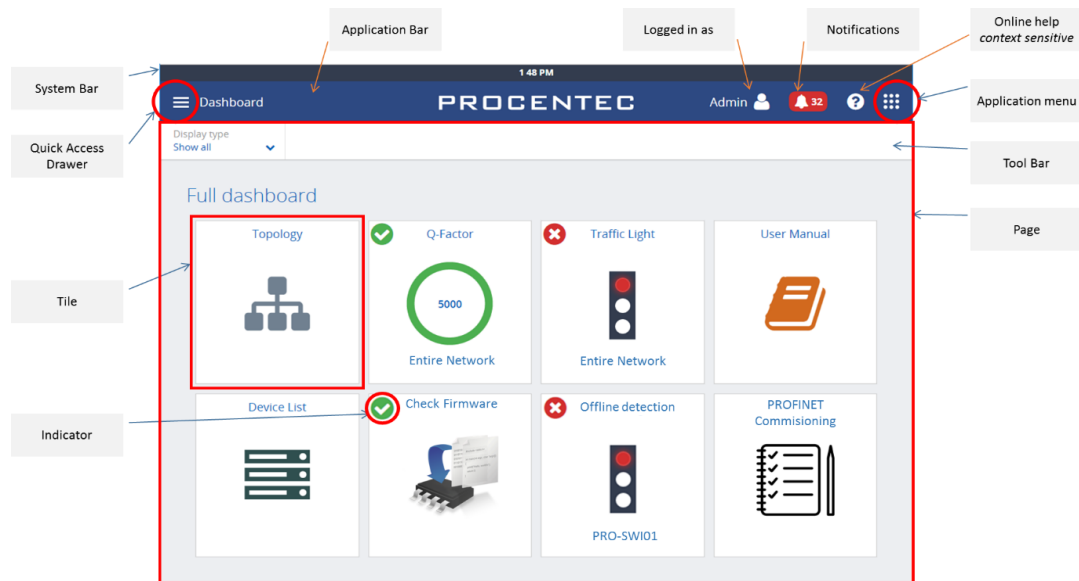 Application Bar
Logged in as
Notifications
Online help
context sensitive
System Bar
1 48 PM
Dashboard
PROCENTEC
Admin
32
?
Application menu
Quick Access
Drawer
Display type
Show all
Tool Bar
Full dashboard
Page
Topology
Q-Factor
Traffic Light
User Manual
5000
Tile
Entire Network
Entire Network
Device List
Check Firmware
Offline detection
PROFINET
Commisioning
Indicator
PRO-SWI01